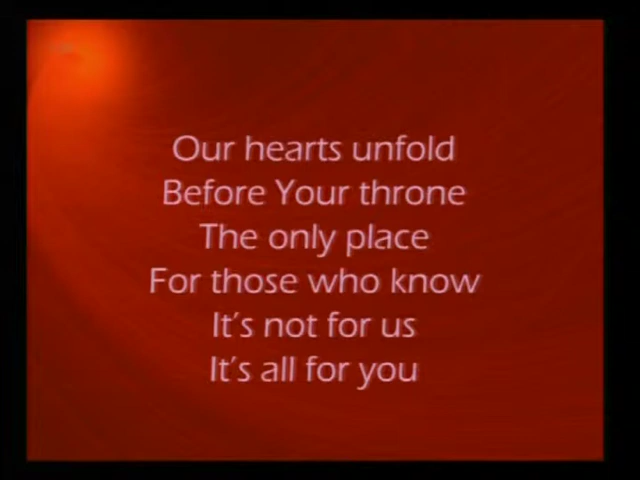 Our hearts unfold
Before Your throne
The only place
For those who know
It's not for us
It's all for you